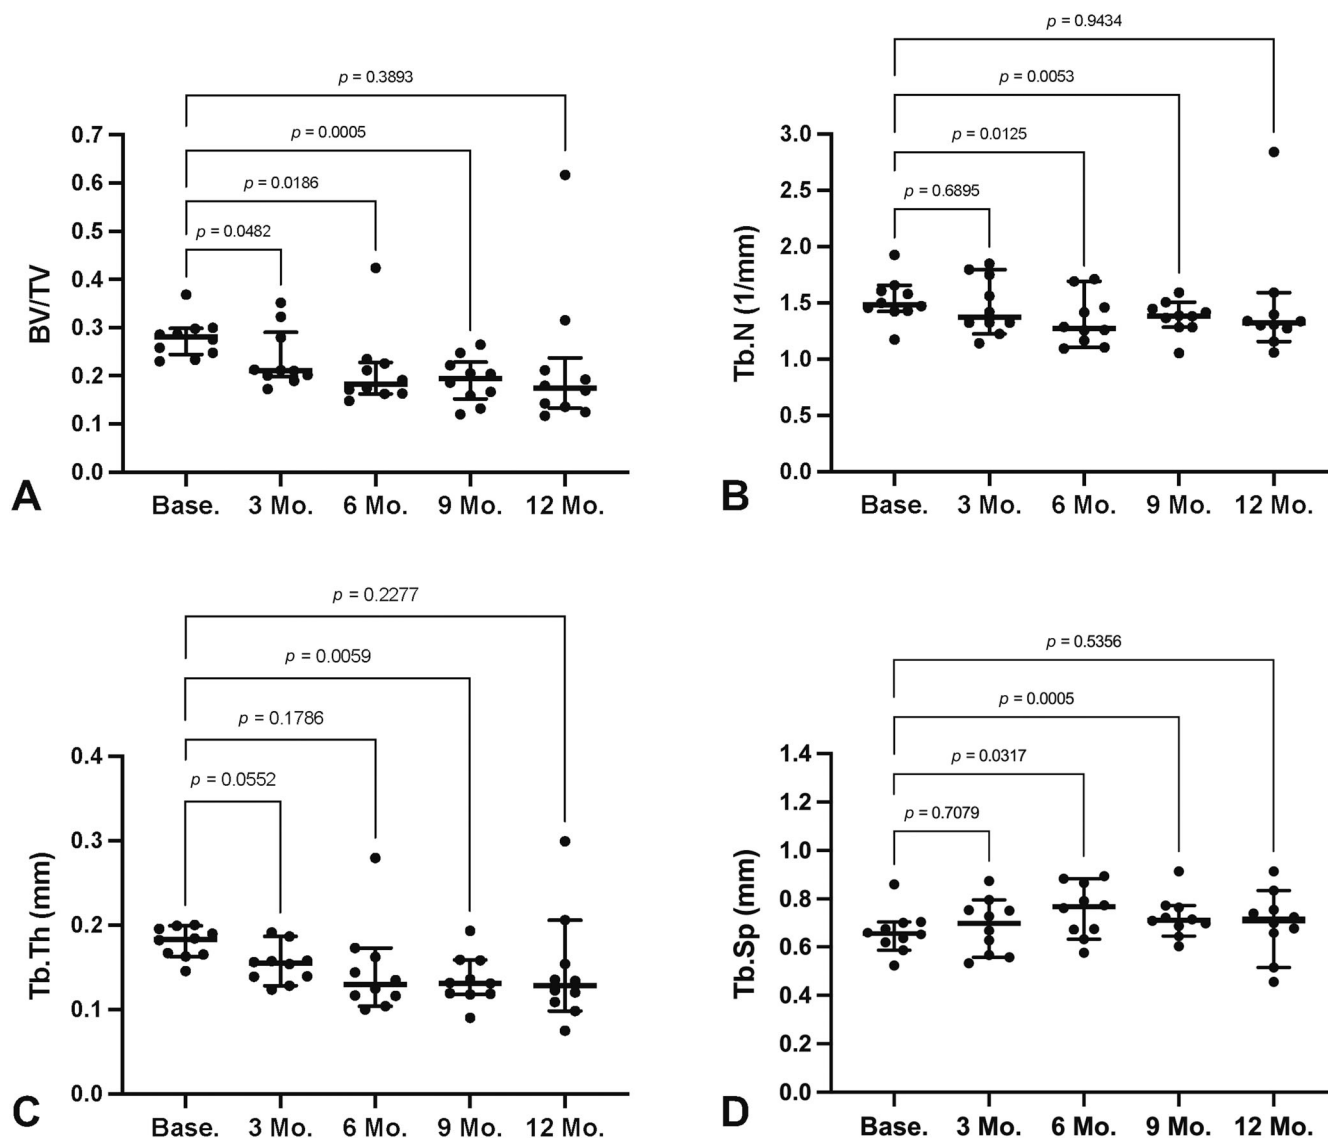 p = 0.3893
p = 0.0005
p = 0.0186
p = 0.0482
BV/TV
0.7
0.6
0.5
0.4
0.3
0.2
0.1
0.0
Base. 3 Mo. 6 Mo. 9 Mo. 12 Mo.
A
p = 0.9434
p = 0.0053
p = 0.0125
p = 0.6895
Tb.N (1/mm)
3.0
2.5
2.0
1.5
1.0
0.5
0.0
Base. 3 Mo. 6 Mo. 9 Mo. 12 Mo.
B
p = 0.2277
p = 0.0059
p = 0.1786
p = 0.0552
Tb.Th (mm)
0.4
0.3
0.2
0.1
0.0
Base. 3 Mo. 6 Mo. 9 Mo. 12 Mo.
C
p = 0.5356
p = 0.0005
p = 0.0317
p = 0.7079
Tb.Sp (mm)
1.4
1.2
1.0
0.8
0.6
0.4
0.2
0.0
Base. 3 Mo. 6 Mo. 9 Mo. 12 Mo.
D